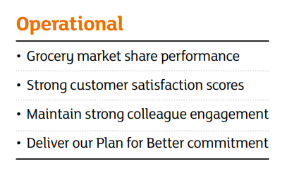 Operational
• Grocery market share performance
• Strong customer satisfaction scores
• Maintain strong colleague engagement
• Deliver our Plan for Better commitment